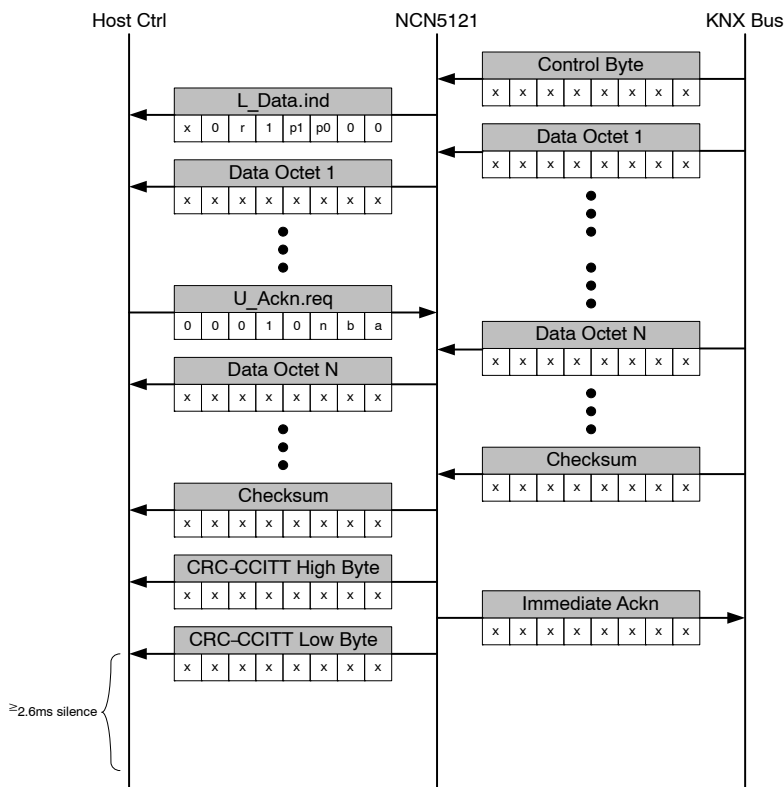 Host Ctrl NCN5121 KNX Bus
Control Byte
x x x x x x x x
L_Data.ind
x 0 r 1 p1 p0 0 0
Data Octet 1
x x x x x x x x
Data Octet 1
x x x x x x x x
U_Ackn.req
0 0 0 1 0 n b a
Data Octet N
x x x x x x x x
Data Octet N
x x x x x x x x
Checksum
x x x x x x x x
Checksum
x x x x x x x x
CRC-CCITT High Byte
x x x x x x x x
Immediate Ackn
x x x x x x x x
CRC-CCITT Low Byte
x x x x x x x x
≥2.6ms silence